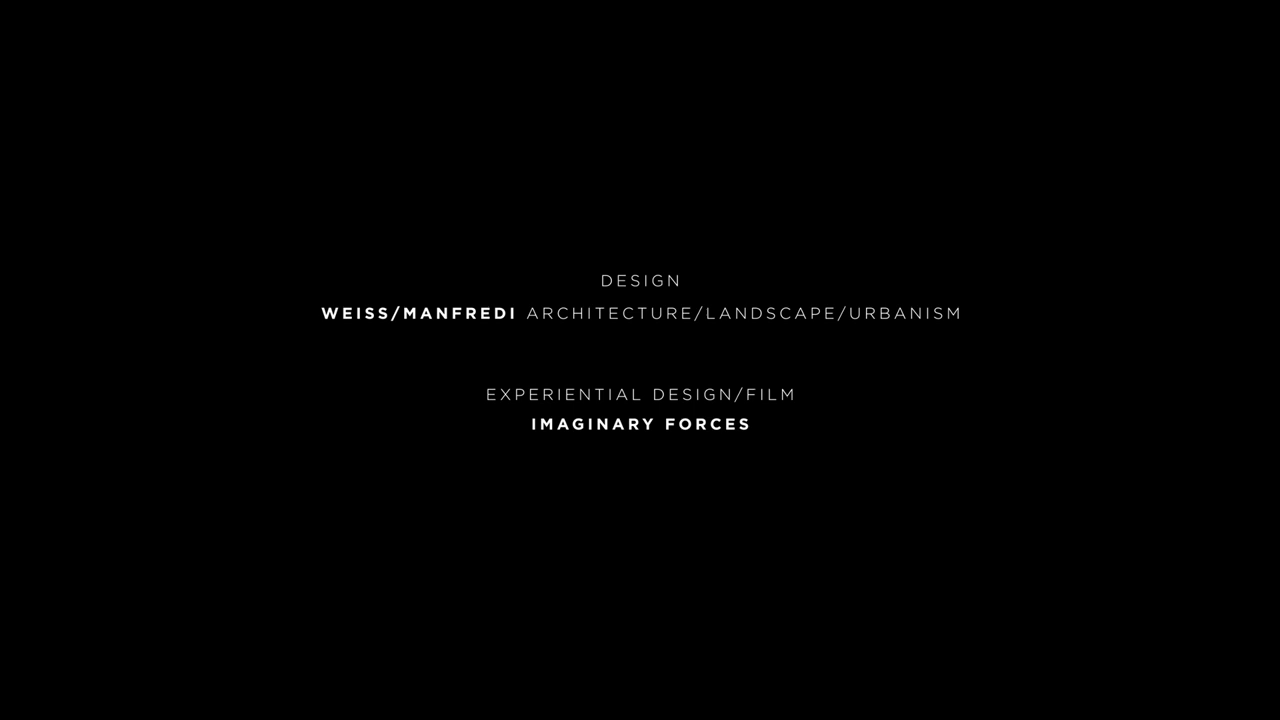 DESIGN
WEISS/MANFREDI ARCHITECTURE/LANDSCAPE/URBANISM
EXPERIENTIAL DESIGN/FILM
IMAGINARY FORCES